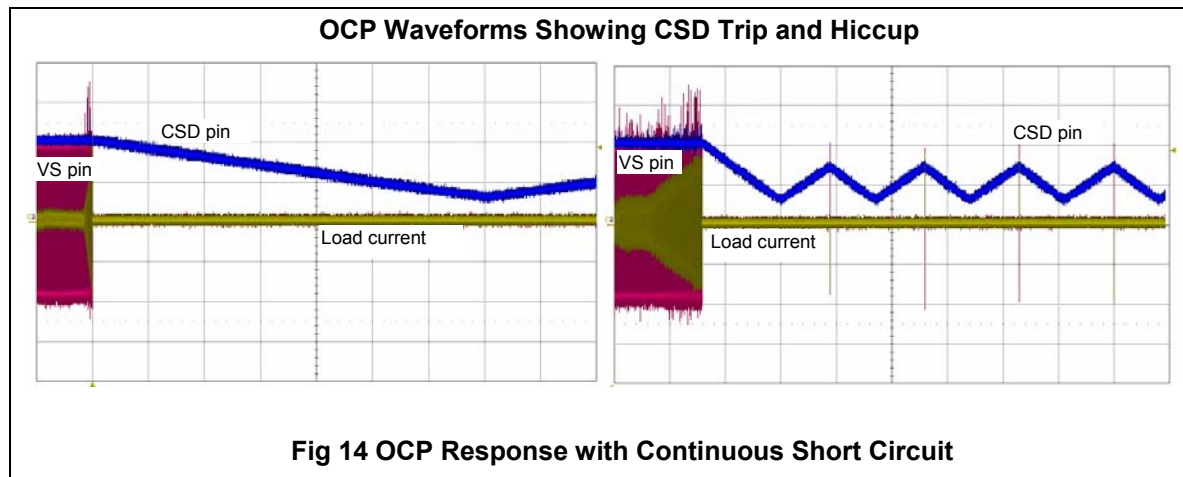 OCP Waveforms Showing CSD Trip and Hiccup
CSD pin
VS pin
Load current
CSD pin
VS pin
Load current
Fig 14 OCP Response with Continuous Short Circuit